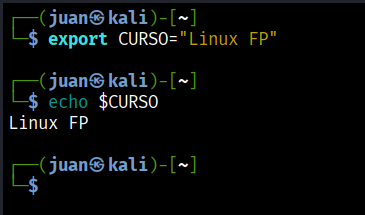 ┌──(juan㉿kali)-[~]
└─$ export CURSO="Linux FP"
┌──(juan㉿kali)-[~]
└─$ echo $CURSO
Linux FP
┌──(juan㉿kali)-[~]
└─$